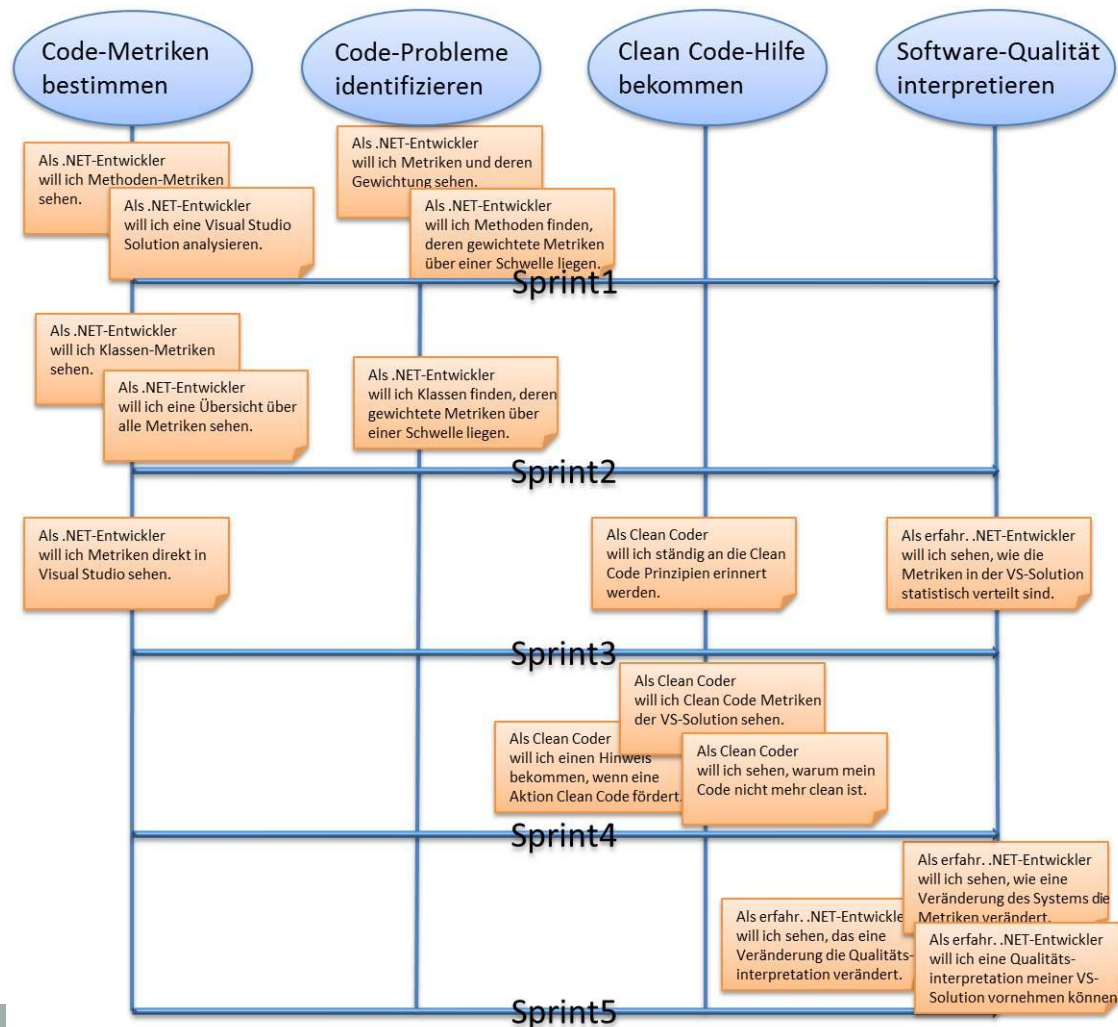 Code-Metriken
bestimmen
Code-Probleme
identifizieren
Clean Code-Hilfe
bekommen
Software-Qualität
interpretieren
Als .NET-Entwickler
will ich Methoden-Metriken
sehen.
Als .NET-Entwickler
will ich eine Visual Studio
Solution analysieren.
Als .NET-Entwickler
will ich Metriken und deren
Gewichtung sehen.
Als .NET-Entwickler
will ich Methoden finden,
deren gewichtete Metriken
über einer Schwelle liegen.
Sprint1
Als .NET-Entwickler
will ich Klassen-Metriken
sehen.
Als .NET-Entwickler
will ich eine Übersicht über
alle Metriken sehen.
Als .NET-Entwickler
will ich Klassen finden, deren
gewichtete Metriken über
einer Schwelle liegen.
Sprint2
Als .NET-Entwickler
will ich Metriken direkt in
Visual Studio sehen.
Als Clean Coder
will ich ständig an die Clean
Code Prinzipien erinnert
werden.
Als erfahr. .NET-Entwickler
will ich sehen, wie die
Metriken in der VS-Solution
statistisch verteilt sind.
Sprint3
Als Clean Coder
will ich Clean Code Metriken
der VS-Solution sehen.
Als Clean Coder
will ich einen Hinweis
bekommen, wenn eine
Aktion Clean Code fördert.
Als Clean Coder
will ich sehen, warum mein
Code nicht mehr clean ist.
Sprint4
Als erfahr. .NET-Entwickler
will ich sehen, wie eine
Veränderung des Systems die
Metriken verändert.
Als erfahr. .NET-Entwickler
will ich sehen, das eine
Veränderung die Qualitäts-
interpretation verändert.
Als erfahr. .NET-Entwickler
will ich eine Qualitäts-
interpretation meiner VS-
Solution vornehmen können
Sprint5